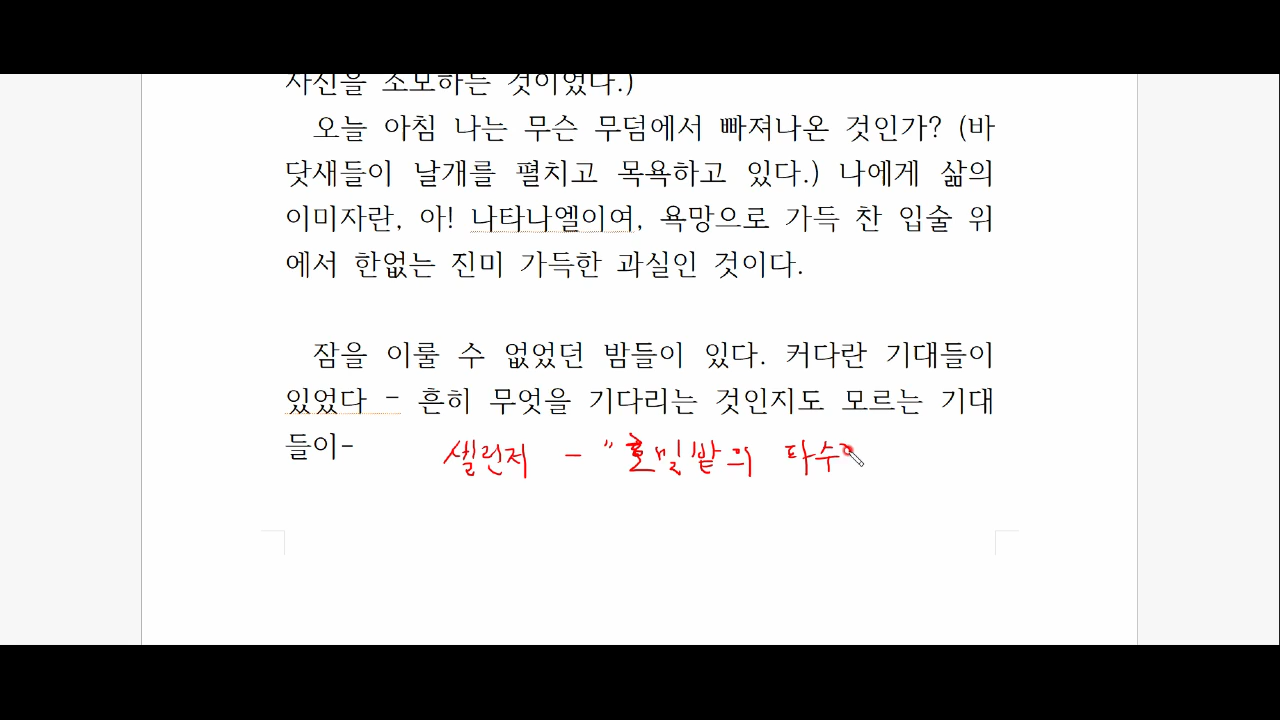 자신을 소모하는 것이었다.)
오늘 아침 나는 무슨 무덤에서 빠져나온 것인가? (바
닷새들이 날개를 펼치고 목욕하고 있다.) 나에게 삶의
이미자란, 아! 나타나엘이여, 욕망으로 가득 찬 입술 위
에서 한없는 진미 가득한 과실인 것이다.
잠을 이룰 수 없었던 밤들이 있다. 커다란 기대들이
있었다 - 흔히 무엇을 기다리는 것인지도 모르는 기대
들이-
셀린저 - "호밀밭의 파수